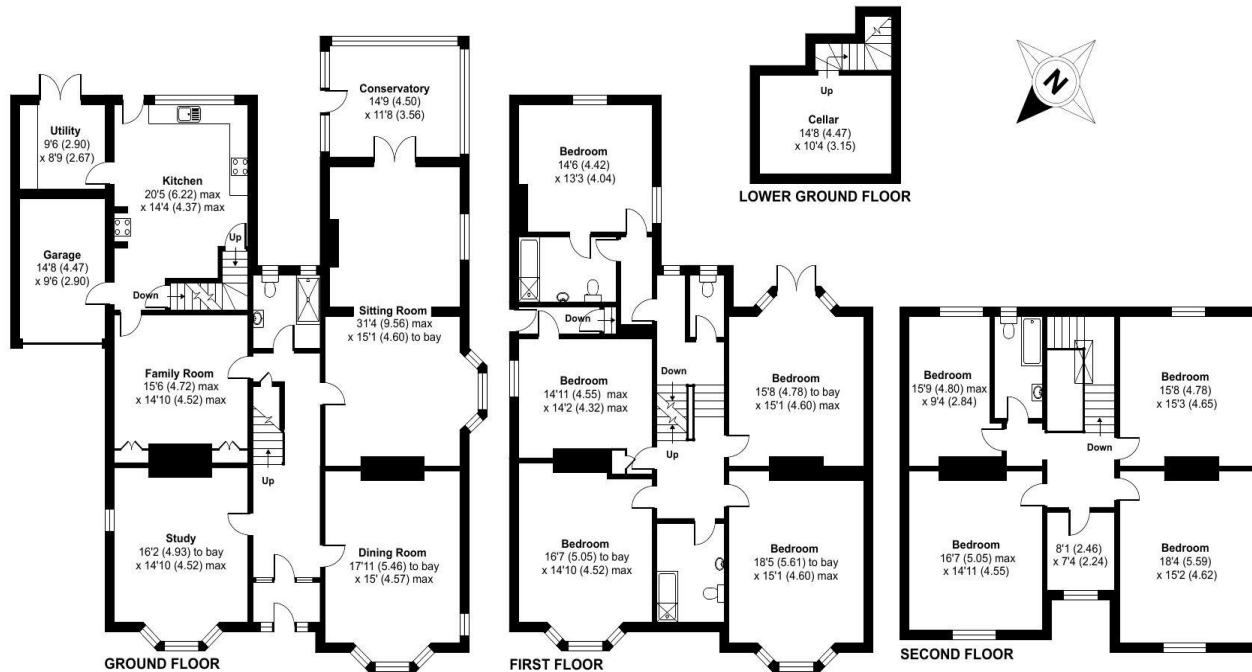 Conservatory
14'9 (4.50)
x 11'8 (3.56)
Utility
9'6 (2.90)
x 8'9 (2.67)
Kitchen
20'5 (6.22) max
x 14'4 (4.37) max
Up
Garage
14'8 (4.47)
x 9'6 (2.90)
Down
Sitting Room
31'4 (9.56) max
x 15'1 (4.60) to bay
Family Room
15'6 (4.72) max
x 14'10 (4.52) max
Up
Study
16'2 (4.93) to bay
x 14'10 (4.52) max
Dining Room
17'11 (5.46) to bay
x 15' (4.57) max
GROUND FLOOR
Bedroom
14'6 (4.42)
x 13'3 (4.04)
Down
Bedroom
14'11 (4.55) max
x 14'2 (4.32) max
Down
Up
Bedroom
15'8 (4.78) to bay
x 15'1 (4.60) max
Bedroom
16'7 (5.05) to bay
x 14'10 (4.52) max
Bedroom
18'5 (5.61) to bay
x 15'1 (4.60) max
FIRST FLOOR
Up
Cellar
14'8 (4.47)
x 10'4 (3.15)
LOWER GROUND FLOOR
N
Bedroom
15'9 (4.80) max
x 9'4 (2.84)
Bedroom
15'8 (4.78)
x 15'3 (4.65)
Down
Bedroom
16'7 (5.05) max
x 14'11 (4.55)
8'1 (2.46)
x 7'4 (2.24)
Bedroom
18'4 (5.59)
x 15'2 (4.62)
SECOND FLOOR